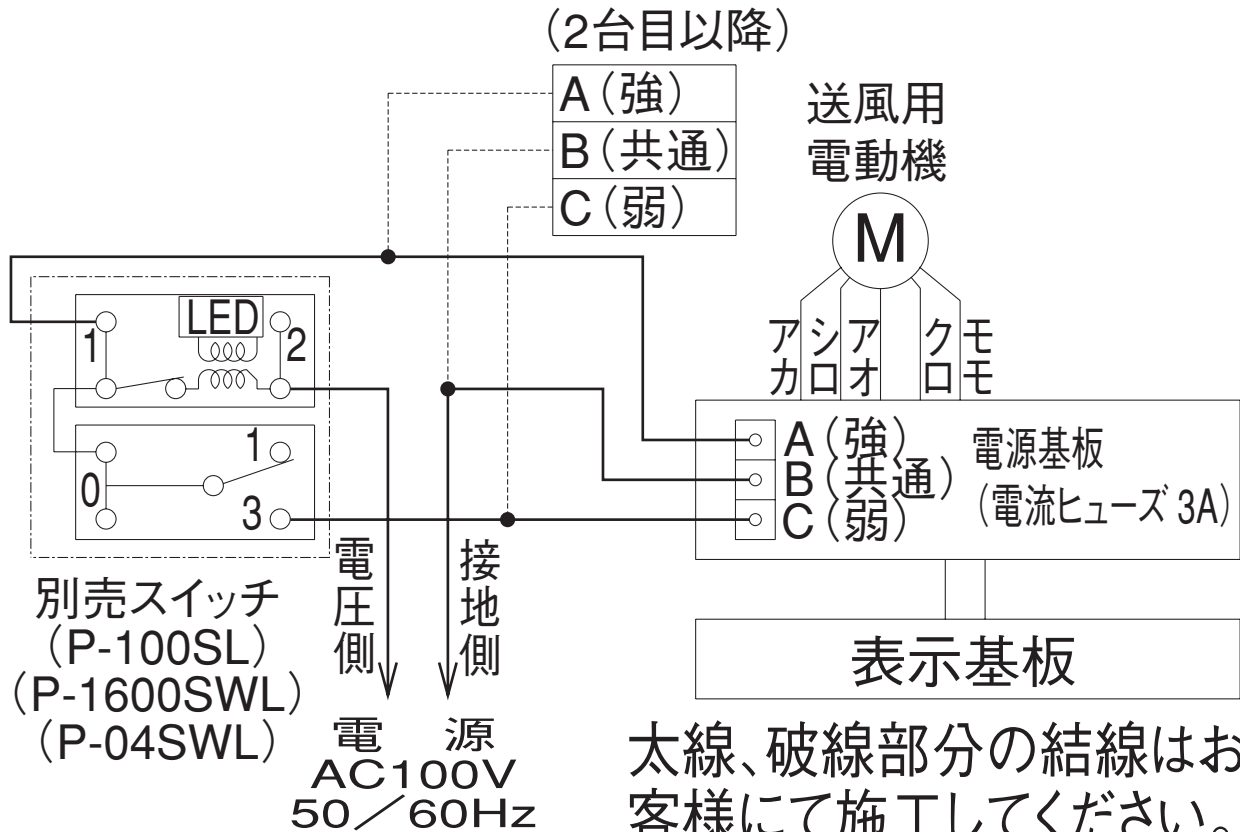 （2台目以降）
A（強）
B（共通）
C（弱）
送風用
電動機
M
LED
1
2
アカ
シロ
アオ
クロ
モモ
A（強）
B（共通）
C（弱）
電源基板
（電流ヒューズ 3A）
0
1
3
電圧側
接地側
別売スイッチ
（P-100SL）
（P-1600SWL）
（P-04SWL）
表示基板
電 源
AC100V
50／60Hz
太線、破線部分の結線はお
客様にて施工してください。